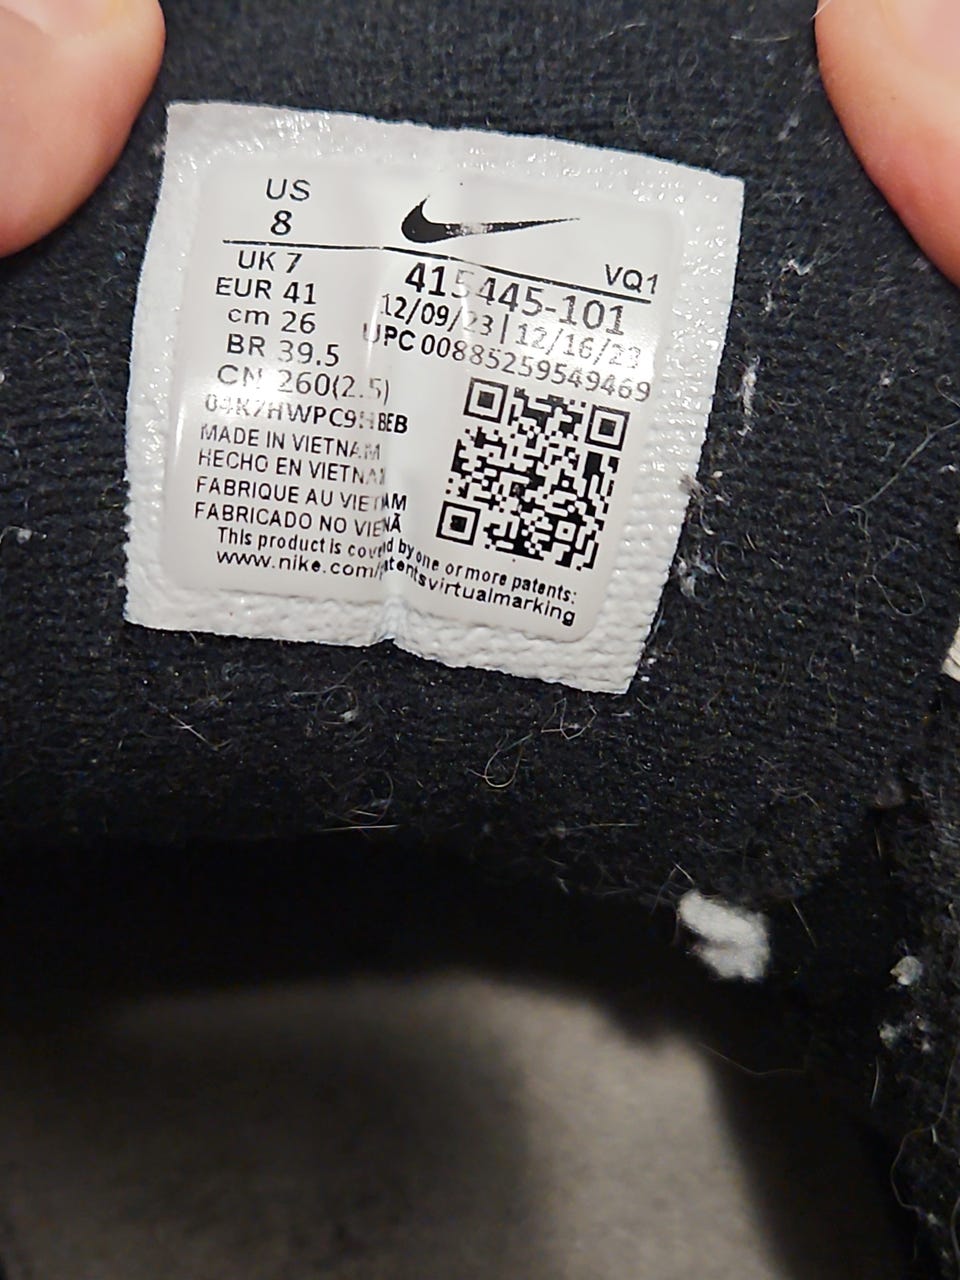 US
8
UK 7
EUR 41
cm 26
BR 39.5
CN 260(2.5)
MADE IN VIETNAM
HECHO EN VIETNAM
FABRIQUE AU VIETNAM
FABRICADO NO VIENÃ
This product is covered by one or more patents:
www.nike.com/patentsvirtualmarking
VQ1
415445-101
12/09/23 | 12/16/23
UPC 00885259549469